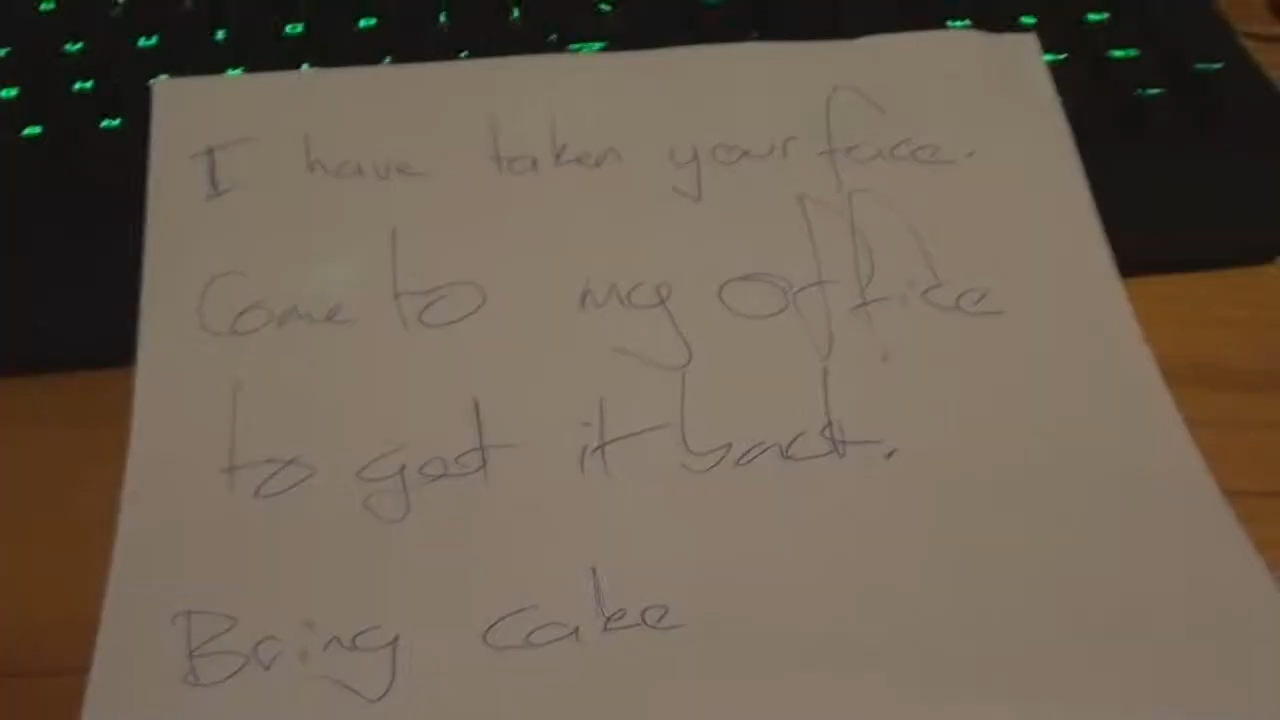 I have taken your face.
Come to my office
to get it back.
Bring cake